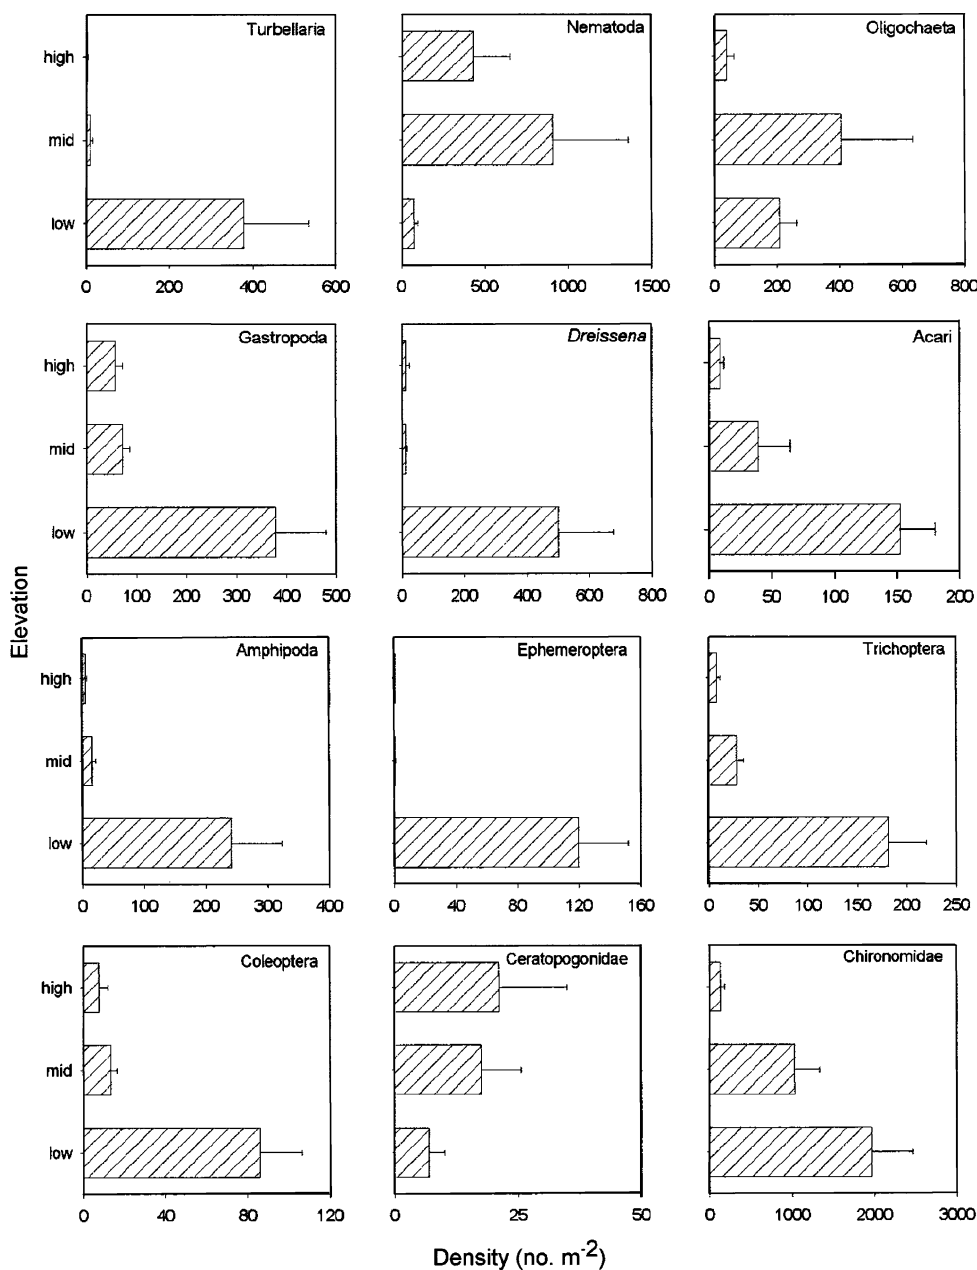 Turbellaria
Nematoda
Oligochaeta
high
mid
low
0 200 400 600
0 500 1000 1500
0 200 400 600 800
Gastropoda
Dreissena
Acari
high
mid
low
0 100 200 300 400 500
0 200 400 600 800
0 50 100 150 200
Elevation
Amphipoda
Ephemeroptera
Trichoptera
high
mid
low
0 100 200 300 400
0 40 80 120 160
0 50 100 150 200 250
Coleoptera
Ceratopogonidae
Chironomidae
high
mid
low
0 40 80 120
0 25 50
0 1000 2000 3000
Density (no. m-2)